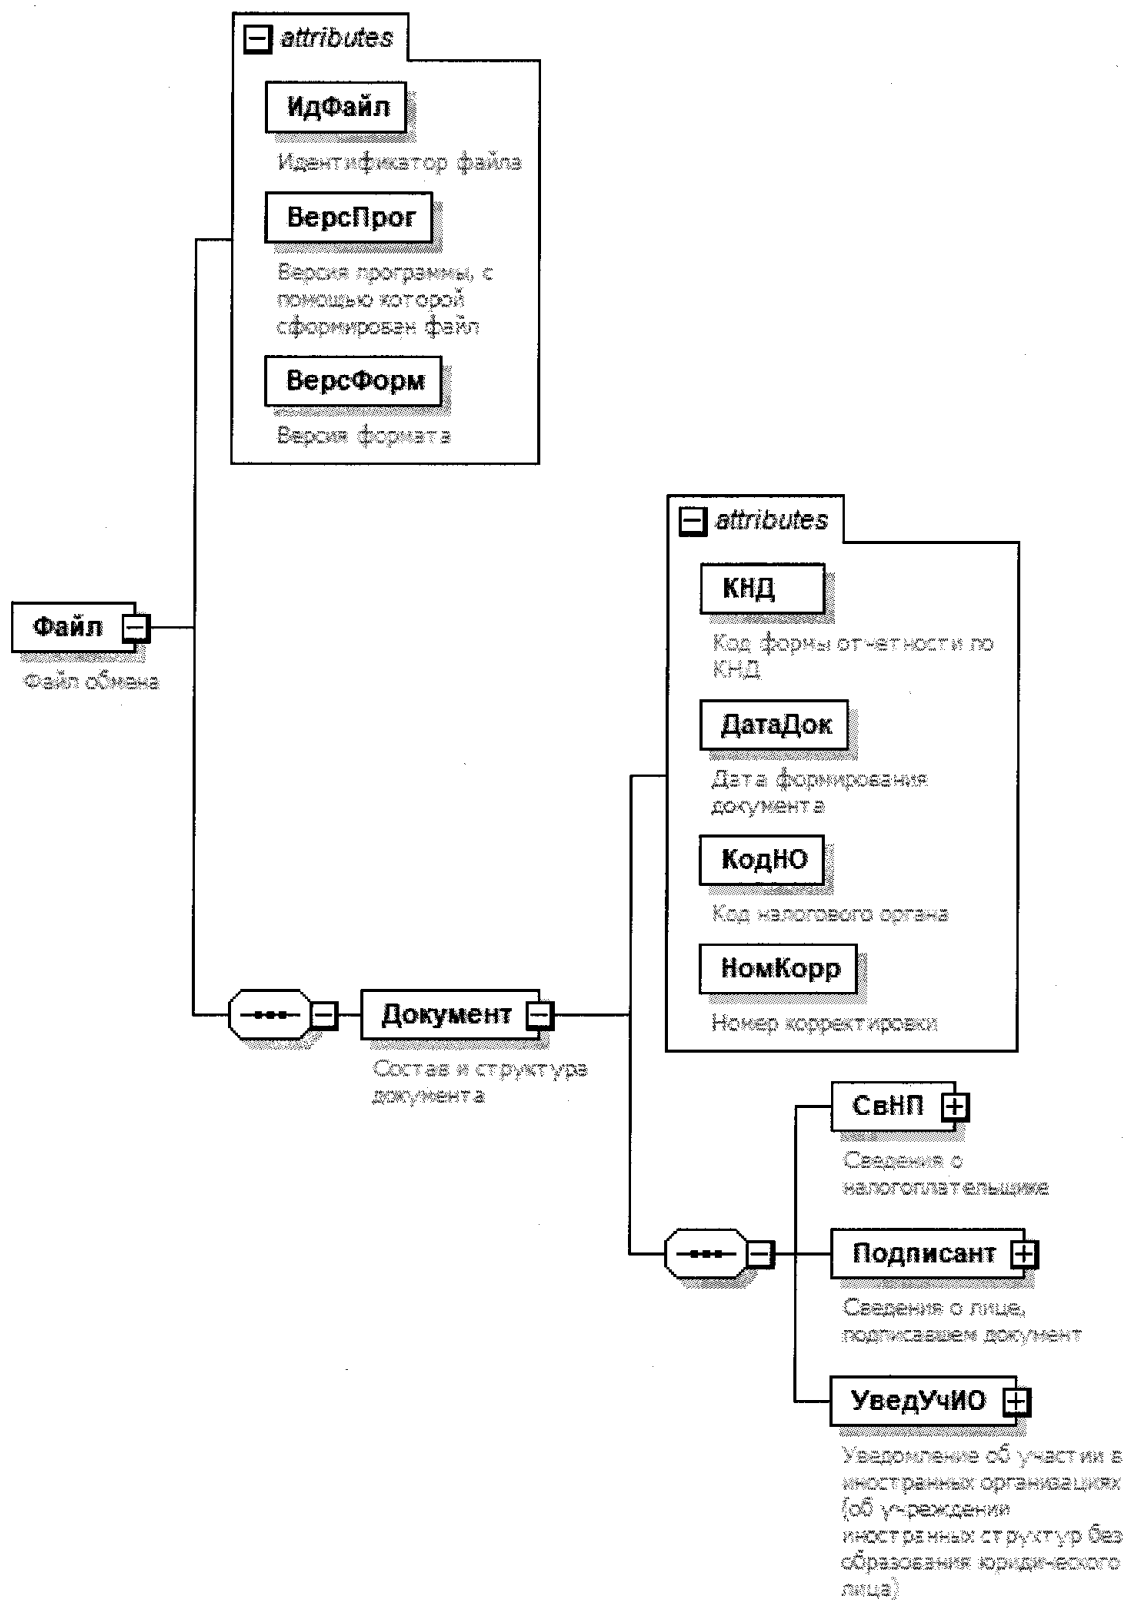 attributes
ИдФайл
Идентификатор файла
ВерсПрог
Версия программы, с
помощью которой
сформирован файл
ВерсФорм
Версия формата
Файл
Файл обмена
Документ
Состав и структура
документа
attributes
КНД
Код формы отчетности по
КНД
ДатаДок
Дата формирования
документа
КодНО
Код налогового органа
НомКорр
Номер корректировки
СвНП
Сведения о
налогоплательщике
Подписант
Сведения о лице,
подписавшем документ
УведУчИО
Уведомление об участии в
иностранных организациях
(об учреждении
иностранных структур без
образования юридического
лица)